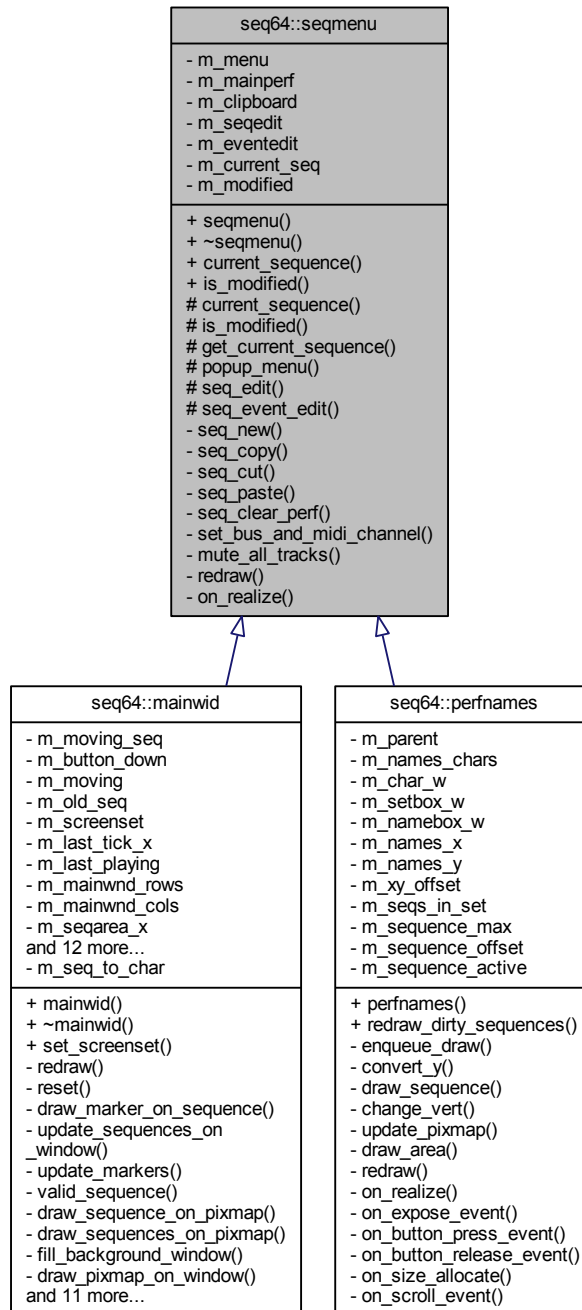 seq64::seqmenu
- m_menu
- m_mainperf
- m_clipboard
- m_seqedit
- m_eventedit
- m_current_seq
- m_modified
+ seqmenu()
+ ~seqmenu()
+ current_sequence()
+ is_modified()
# current_sequence()
# is_modified()
# get_current_sequence()
# popup_menu()
# seq_edit()
# seq_event_edit()
- seq_new()
- seq_copy()
- seq_cut()
- seq_paste()
- seq_clear_perf()
- set_bus_and_midi_channel()
- mute_all_tracks()
- redraw()
- on_realize()
seq64::mainwid
- m_moving_seq
- m_button_down
- m_moving
- m_old_seq
- m_screenset
- m_last_tick_x
- m_last_playing
- m_mainwnd_rows
- m_mainwnd_cols
- m_seqarea_x
and 12 more...
- m_seq_to_char
+ mainwid()
+ ~mainwid()
+ set_screenset()
- redraw()
- reset()
- draw_marker_on_sequence()
- update_sequences_on
_window()
- update_markers()
- valid_sequence()
- draw_sequence_on_pixmap()
- draw_sequences_on_pixmap()
- fill_background_window()
- draw_pixmap_on_window()
and 11 more...
seq64::perfnames
- m_parent
- m_names_chars
- m_char_w
- m_setbox_w
- m_namebox_w
- m_names_x
- m_names_y
- m_xy_offset
- m_seqs_in_set
- m_sequence_max
- m_sequence_offset
- m_sequence_active
+ perfnames()
+ redraw_dirty_sequences()
- enqueue_draw()
- convert_y()
- draw_sequence()
- change_vert()
- update_pixmap()
- draw_area()
- redraw()
- on_realize()
- on_expose_event()
- on_button_press_event()
- on_button_release_event()
- on_size_allocate()
- on_scroll_event()